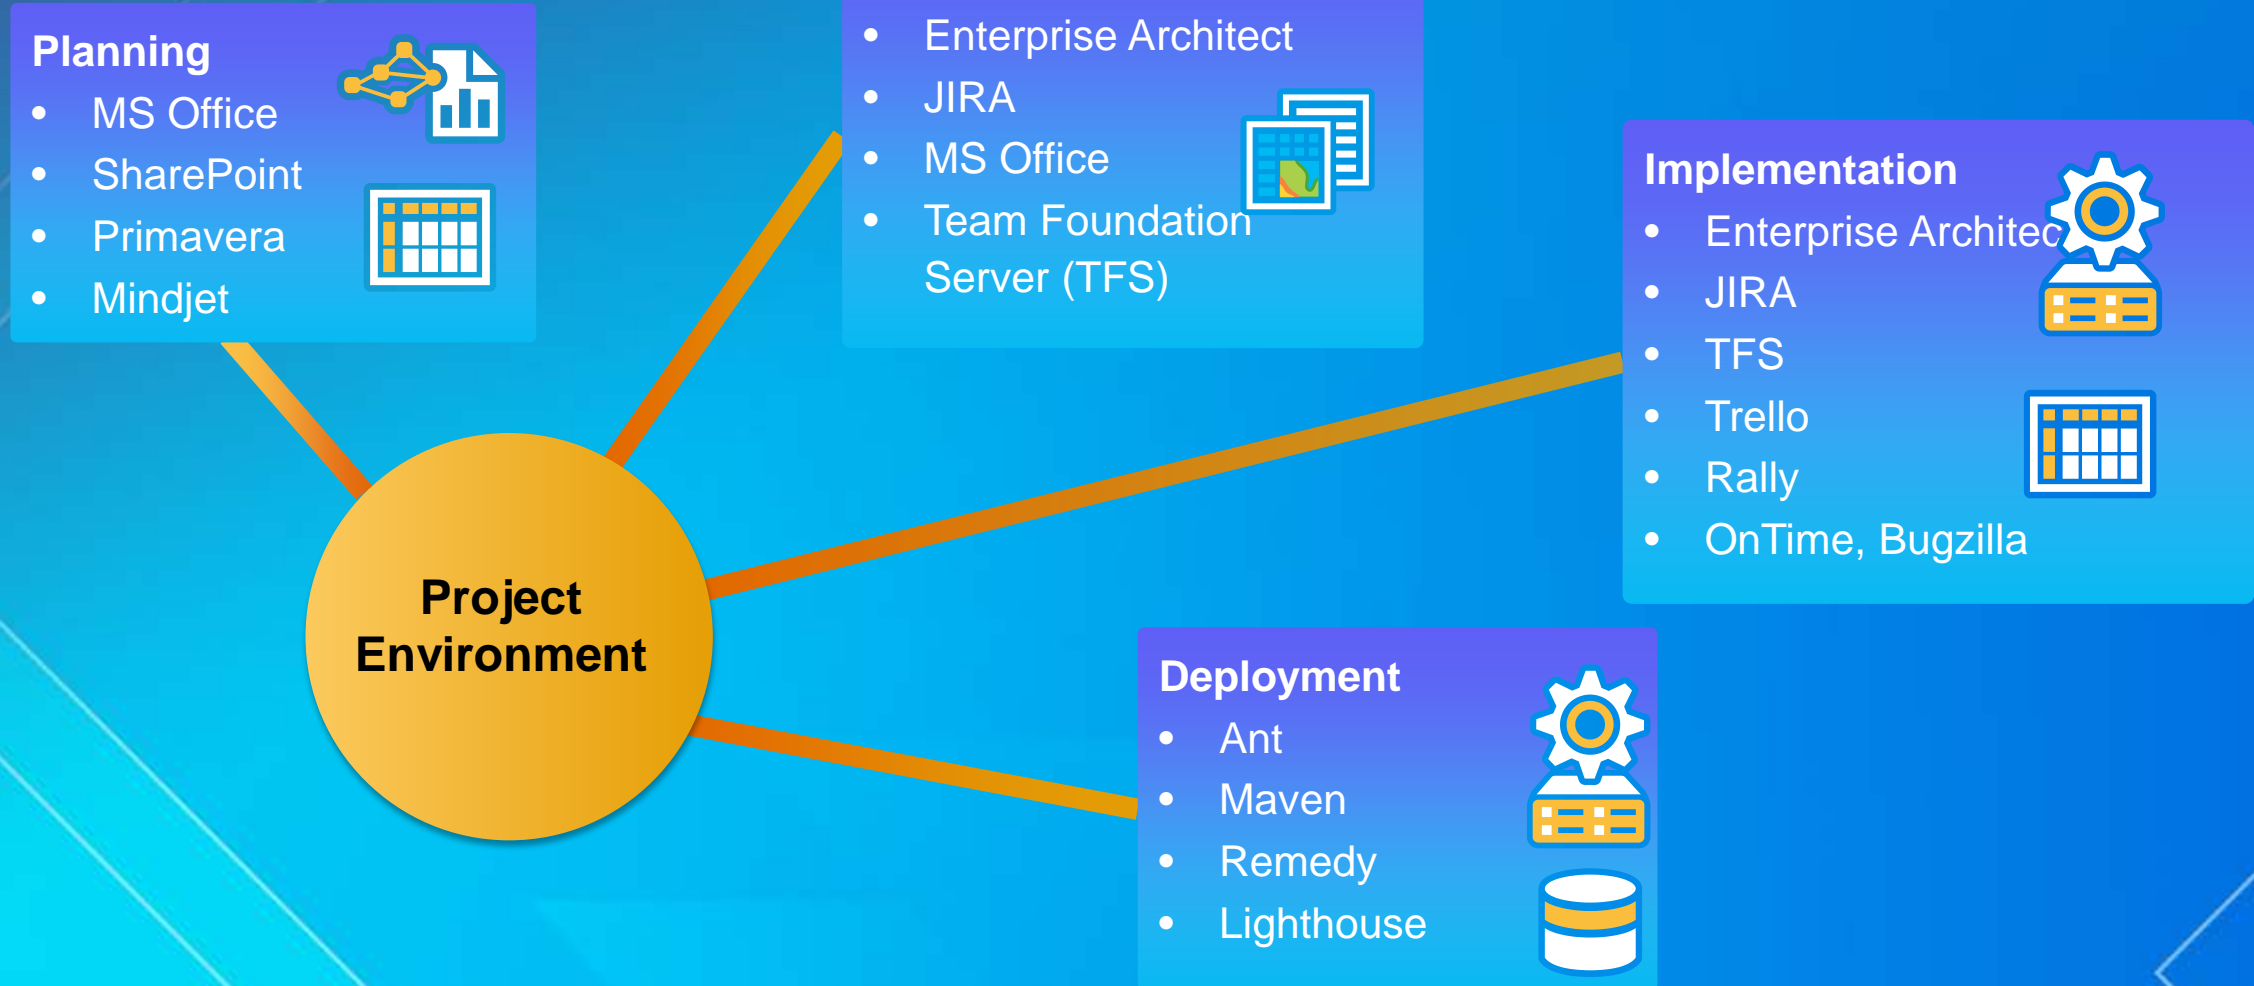 Planning
• MS Office
• SharePoint
• Primavera
• Mindjet
• Enterprise Architect
• JIRA
• MS Office
• Team Foundation
Server (TFS)
Implementation
• Enterprise Architec
• JIRA
• TFS
• Trello
• Rally
• OnTime, Bugzilla
Project
Environment
Deployment
• Ant
• Maven
• Remedy
• Lighthouse